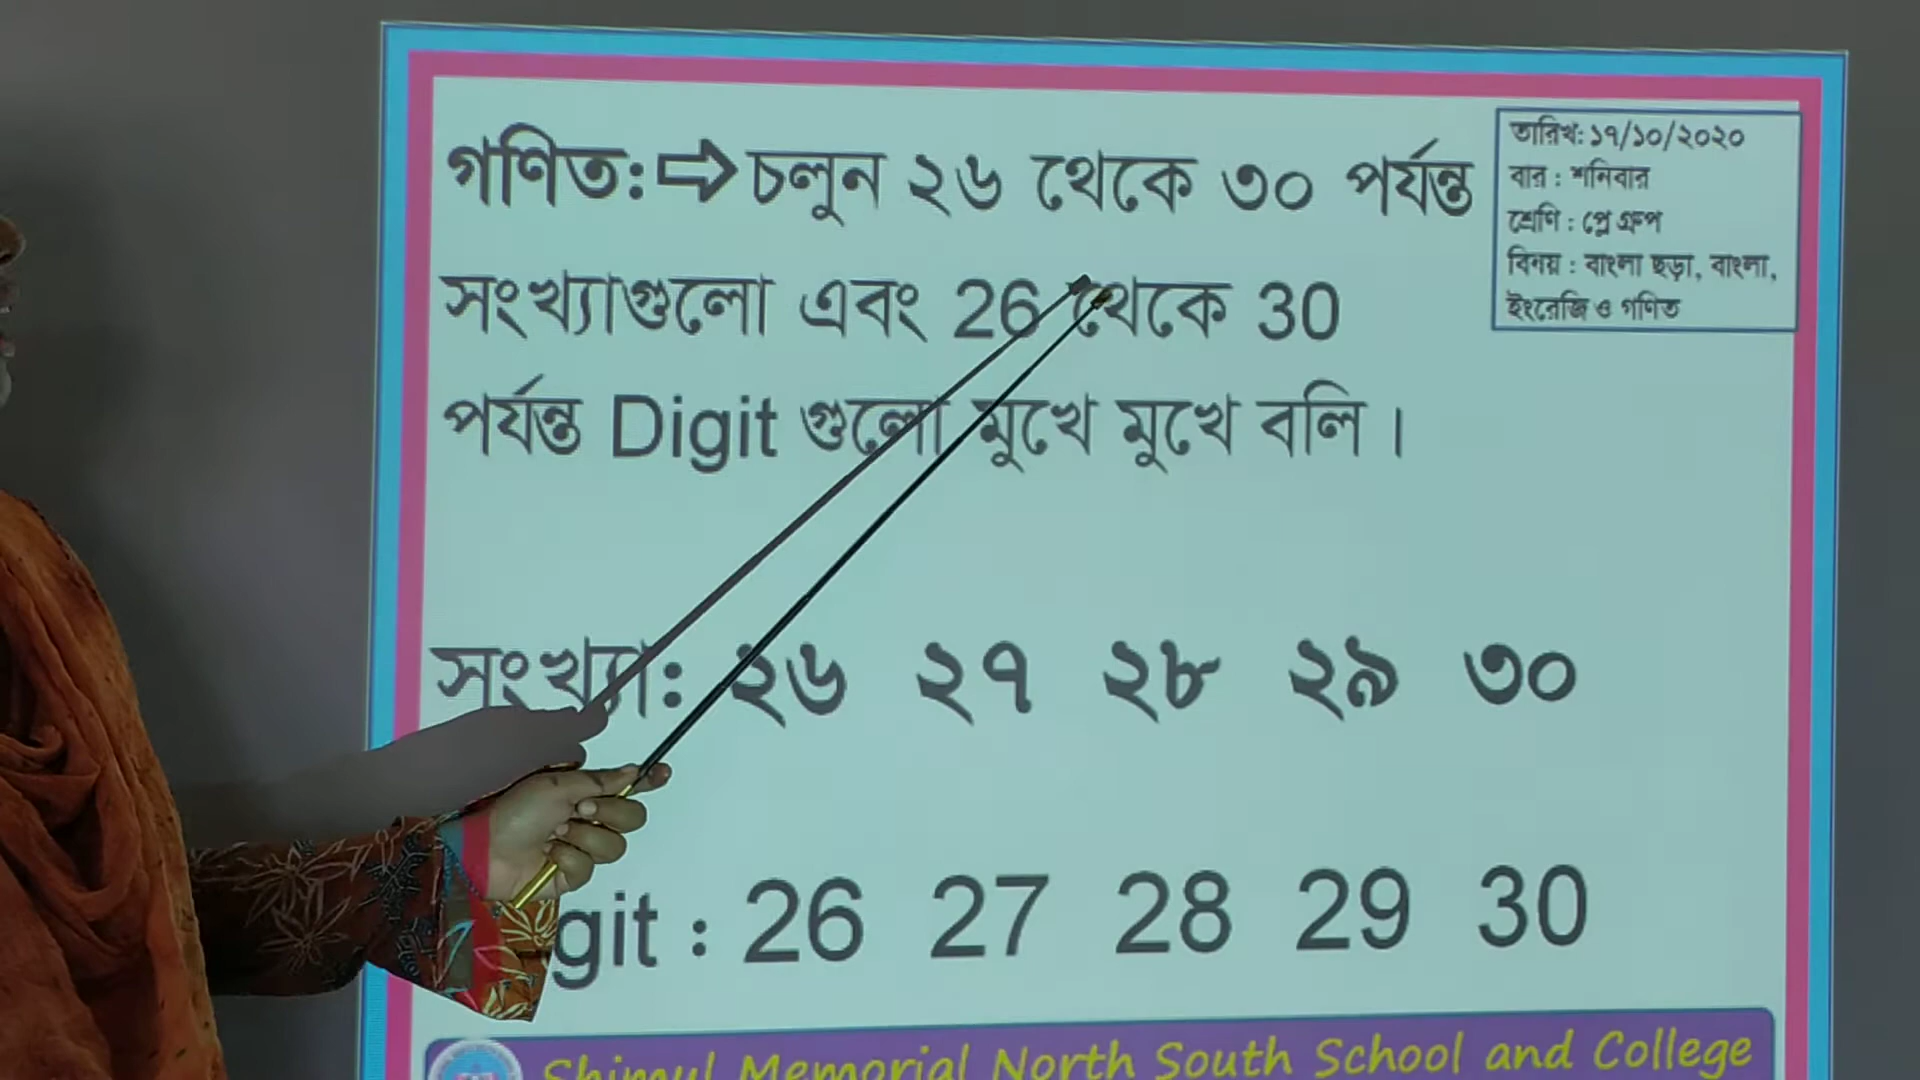 গণিত:⇨চলুন ২৬ থেকে ৩০ পর্যন্ত
সংখ্যাগুলো এবং 26 থেকে 30
পর্যন্ত Digit গুলো মুখে মুখে বলি।
তারিখ: ১৭/১০/২০২০
বার : শনিবার
শ্রেণি : প্লে গ্রুপ
বিষয় : বাংলা ছড়া, বাংলা,
ইংরেজি ও গণিত
সংখ্যা: ২৬ ২৭ ২৮ ২৯ ৩০
git : 26 27 28 29 30
Shimul Memorial North South School and College